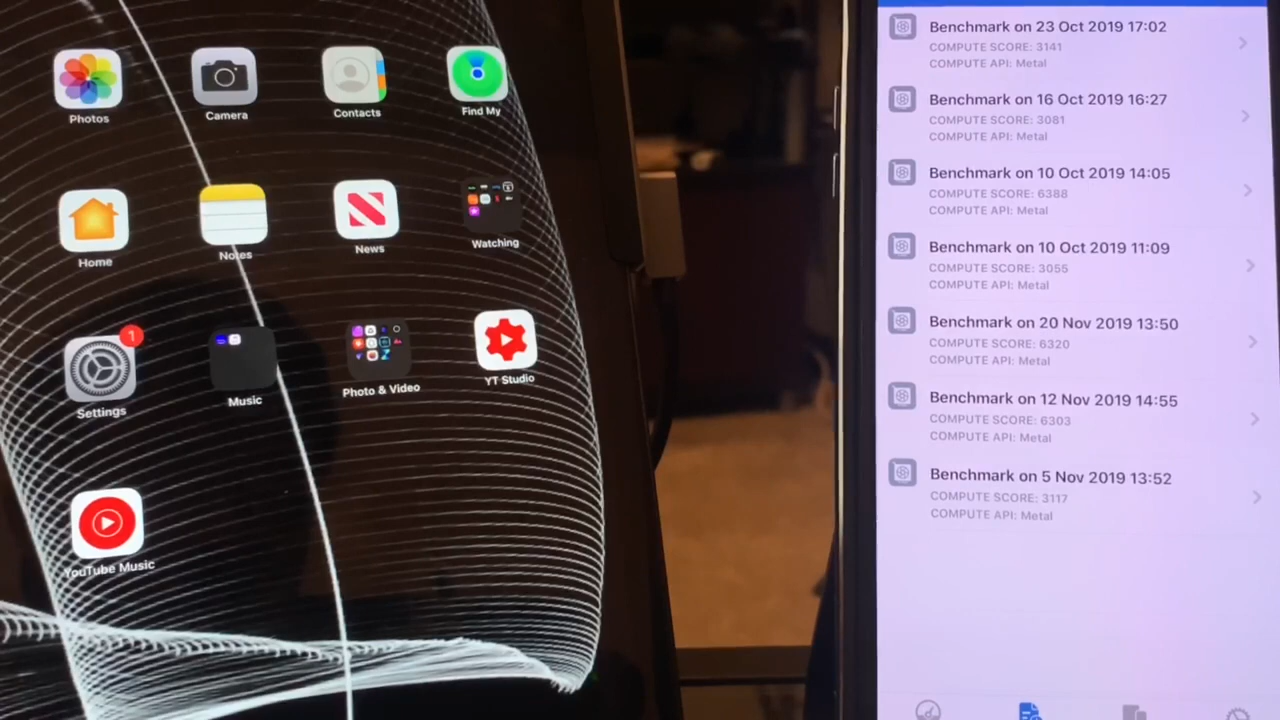 Photos
Camera
Contacts
Find My
Home
Notes
News
Watching
1
Settings
Music
Photo & Video
YT Studio
YouTube Music
Benchmark on 23 Oct 2019 17:02
COMPUTE SCORE: 3141
COMPUTE API: Metal
Benchmark on 16 Oct 2019 16:27
COMPUTE SCORE: 3081
COMPUTE API: Metal
Benchmark on 10 Oct 2019 14:05
COMPUTE SCORE: 6388
COMPUTE API: Metal
Benchmark on 10 Oct 2019 11:09
COMPUTE SCORE: 3055
COMPUTE API: Metal
Benchmark on 20 Nov 2019 13:50
COMPUTE SCORE: 6320
COMPUTE API: Metal
Benchmark on 12 Nov 2019 14:55
COMPUTE SCORE: 6303
COMPUTE API: Metal
Benchmark on 5 Nov 2019 13:52
COMPUTE SCORE: 3117
COMPUTE API: Metal